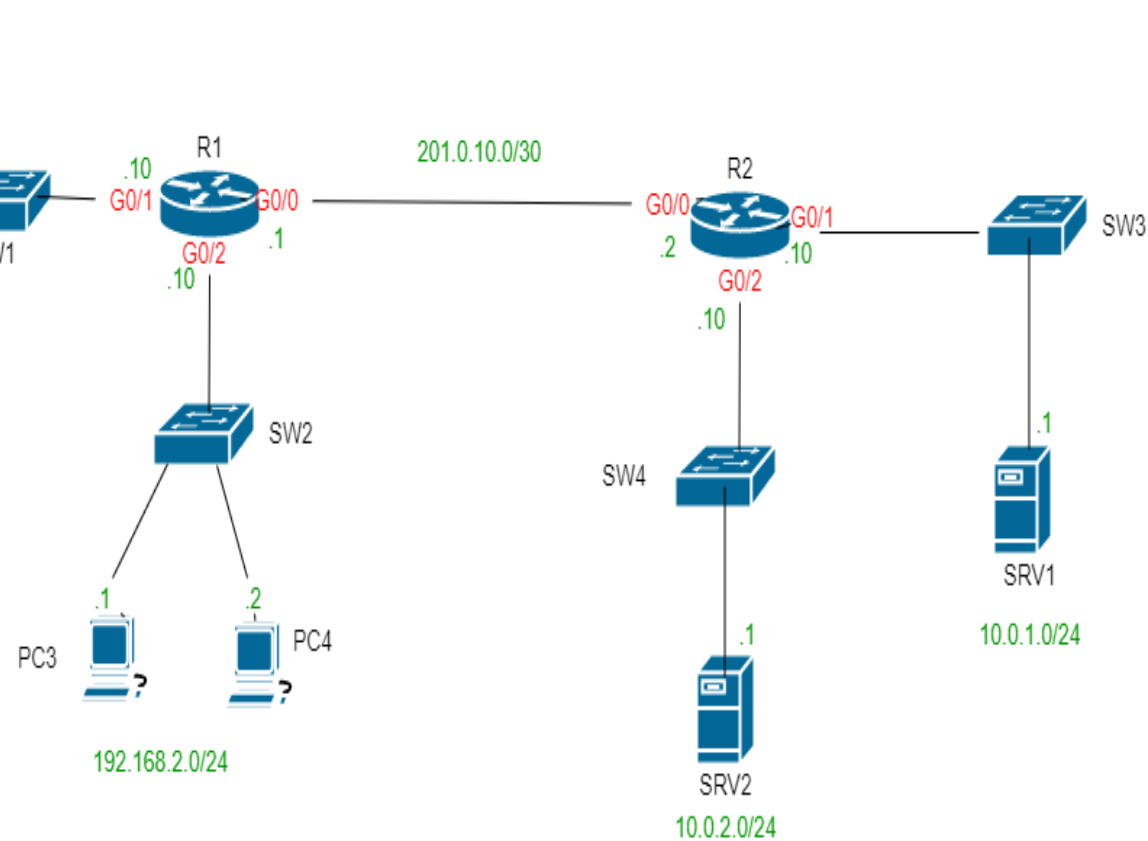 R1
201.0.10.0/30
R2
.10
G0/1
G0/0
G0/0
G0/1
SW3
.1
.2
.10
G0/2
.10
G0/2
.10
SW2
.1
SW4
SRV1
.1
.2
.1
10.0.1.0/24
PC3
PC4
192.168.2.0/24
SRV2
10.0.2.0/24